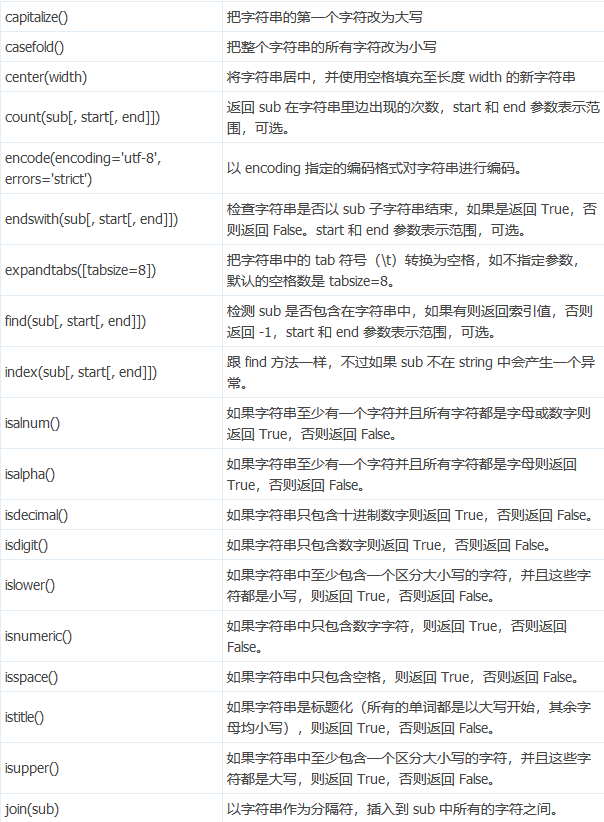 capitalize()
把字符串的第一个字符改为大写
casefold()
把整个字符串的所有字符改为小写
center(width)
将字符串居中，并使用空格填充至长度 width 的新字符串
count(sub[, start[, end]])
返回 sub 在字符串里边出现的次数，start 和 end 参数表示范
围，可选。
encode(encoding='utf-8',
errors='strict')
以 encoding 指定的编码格式对字符串进行编码。
endswith(sub[, start[, end]])
检查字符串是否以 sub 子字符串结束，如果是返回 True，否
则返回 False。start 和 end 参数表示范围，可选。
expandtabs([tabsize=8])
把字符串中的 tab 符号（\t）转换为空格，如不指定参数，
默认的空格数是 tabsize=8。
find(sub[, start[, end]])
检测 sub 是否包含在字符串中，如果有则返回索引值，否则
返回 -1，start 和 end 参数表示范围，可选。
index(sub[, start[, end]])
跟 find 方法一样，不过如果 sub 不在 string 中会产生一个异
常。
isalnum()
如果字符串至少有一个字符并且所有字符都是字母或数字则
返回 True，否则返回 False。
isalpha()
如果字符串至少有一个字符并且所有字符都是字母则返回
True，否则返回 False。
isdecimal()
如果字符串只包含十进制数字则返回 True，否则返回 False。
isdigit()
如果字符串只包含数字则返回 True，否则返回 False。
islower()
如果字符串中至少包含一个区分大小写的字符，并且这些字
符都是小写，则返回 True，否则返回 False。
isnumeric()
如果字符串中只包含数字字符，则返回 True，否则返回
False。
isspace()
如果字符串中只包含空格，则返回 True，否则返回 False。
istitle()
如果字符串是标题化（所有的单词都是以大写开始，其余字
母均小写），则返回 True，否则返回 False。
isupper()
如果字符串中至少包含一个区分大小写的字符，并且这些字
符都是大写，则返回 True，否则返回 False。
join(sub)
以字符串作为分隔符，插入到 sub 中所有的字符之间。